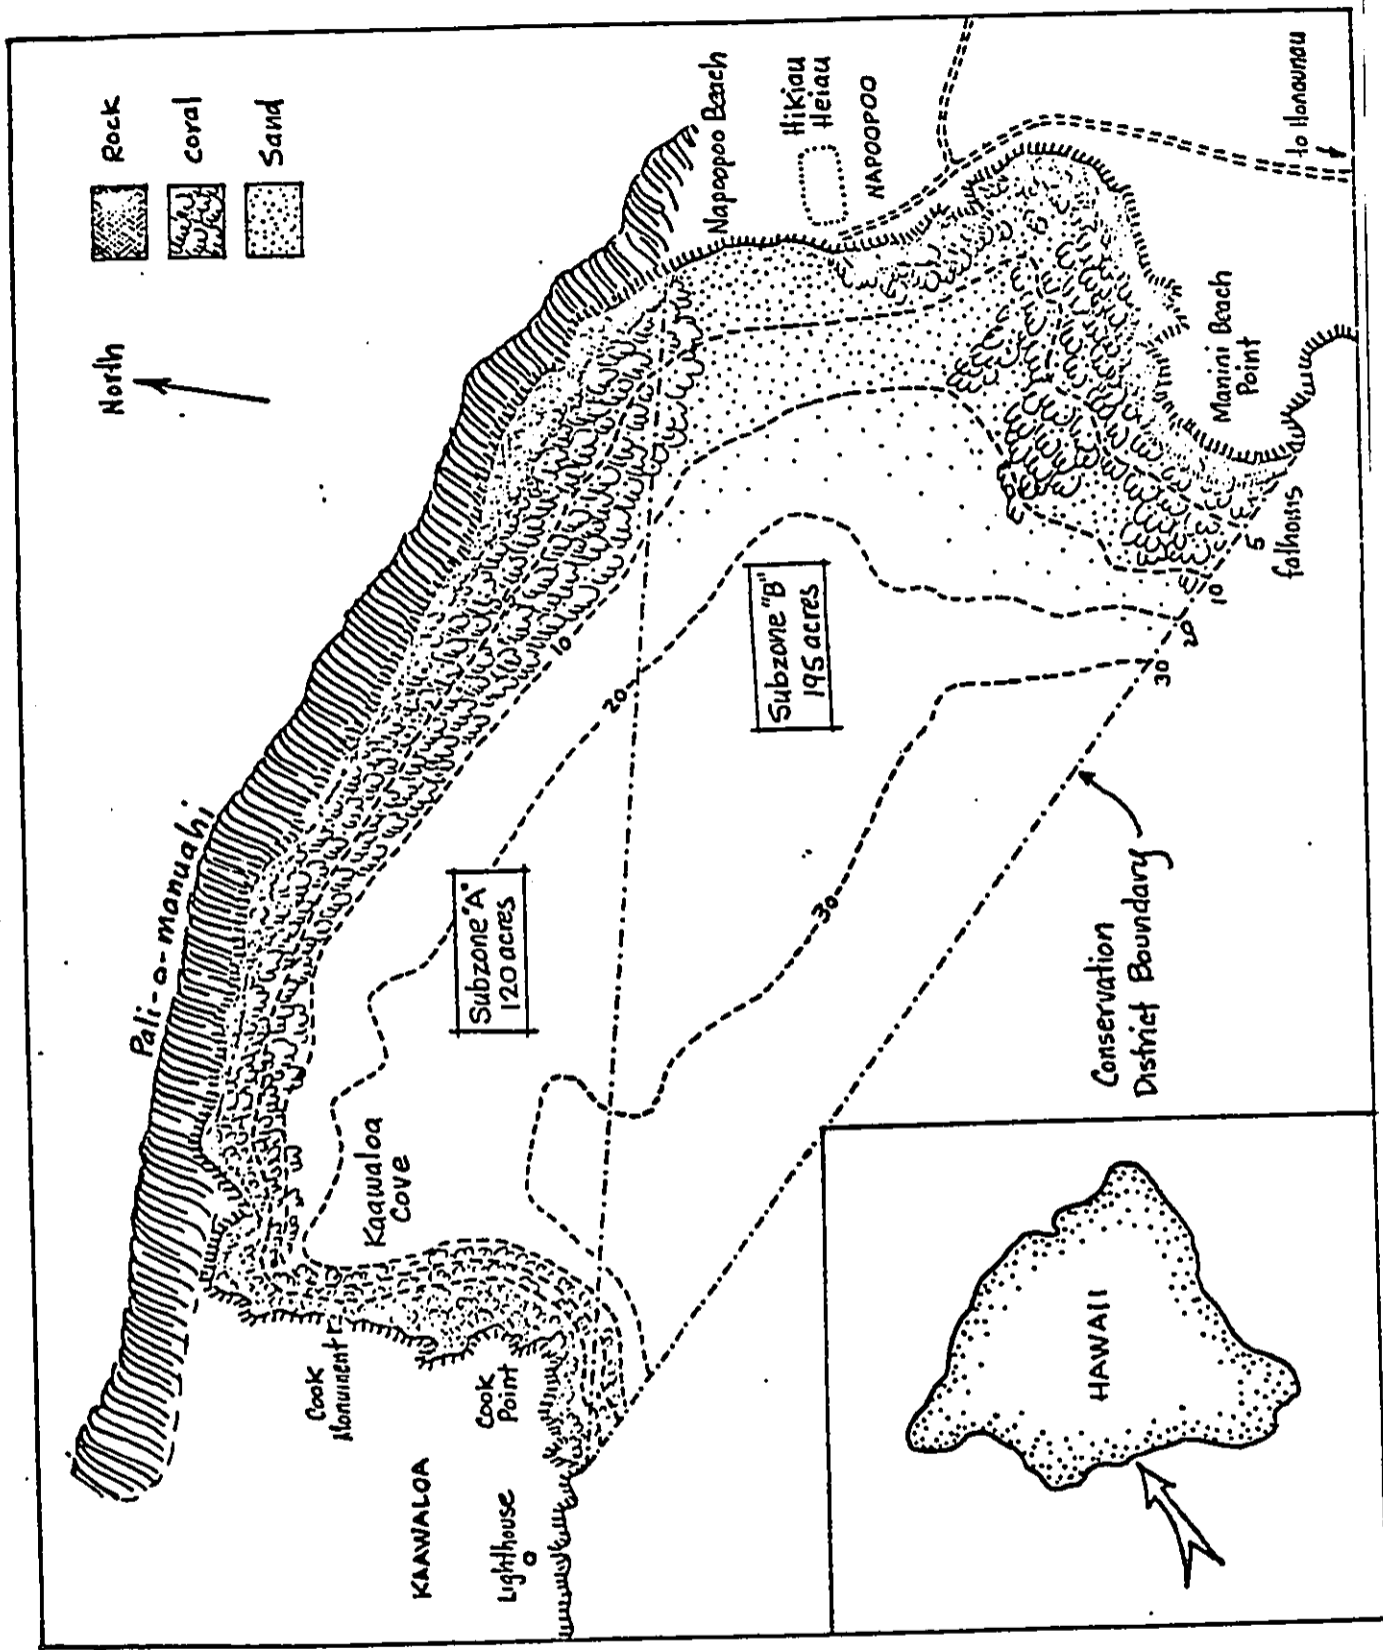 Rock
Coral
Sand
North
Pali-o-manuahi
Napoopoo Beach
Hikiau
Heiau
NAPOOPOO
to Honaunau
Manini Beach
Point
fathoms
5
10
20
30
10
20
30
Subzone "A"
120 acres
Subzone "B"
195 acres
Kaawaloa
Cove
Cook
Monument
Cook
Point
KAAWALOA
Lighthouse
Conservation
District Boundary
HAWAII